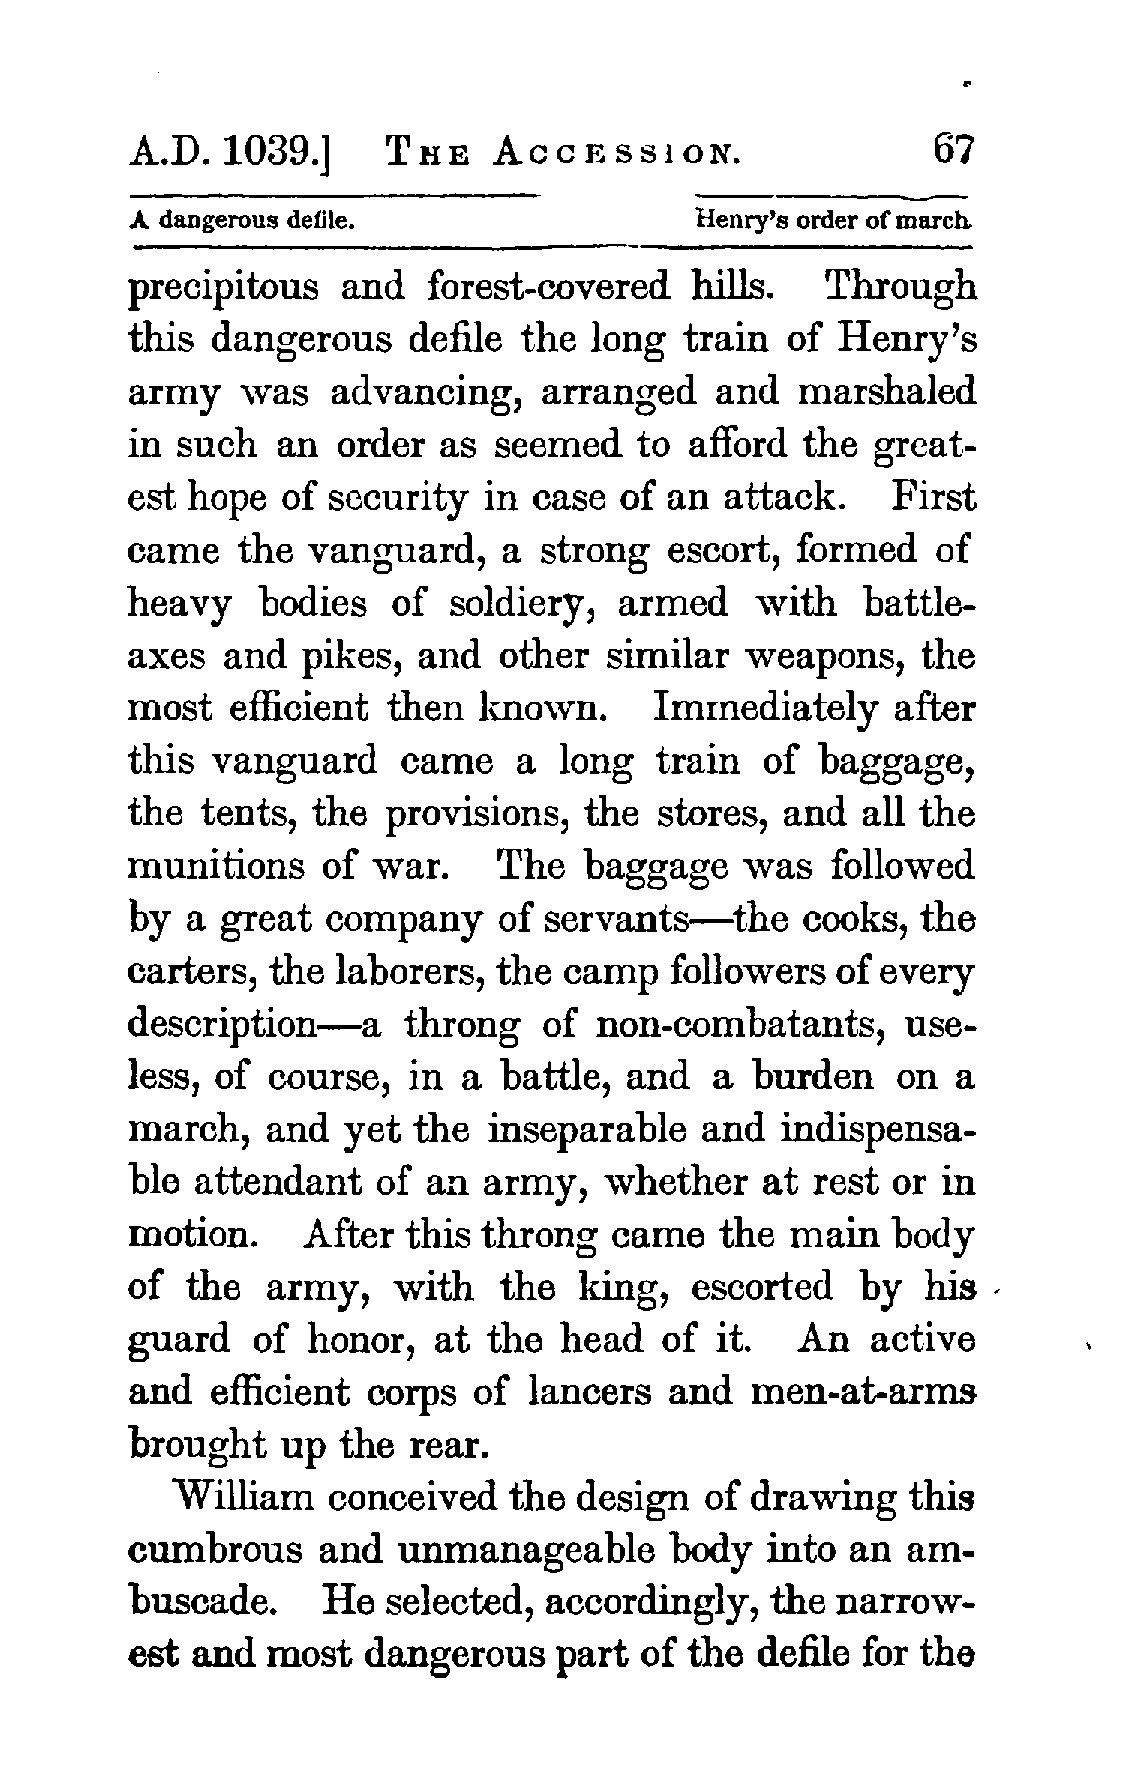 A.D. 1039.] THE ACCESSION. 67
A dangerous defile. Henry's order of march.
precipitous and forest-covered hills. Through
this dangerous defile the long train of Henry's
army was advancing, arranged and marshaled
in such an order as seemed to afford the great-
est hope of security in case of an attack. First
came the vanguard, a strong escort, formed of
heavy bodies of soldiery, armed with battle-
axes and pikes, and other similar weapons, the
most efficient then known. Immediately after
this vanguard came a long train of baggage,
the tents, the provisions, the stores, and all the
munitions of war. The baggage was followed
by a great company of servants—the cooks, the
carters, the laborers, the camp followers of every
description—a throng of non-combatants, use-
less, of course, in a battle, and a burden on a
march, and yet the inseparable and indispensa-
ble attendant of an army, whether at rest or in
motion. After this throng came the main body
of the army, with the king, escorted by his
guard of honor, at the head of it. An active
and efficient corps of lancers and men-at-arms
brought up the rear.
William conceived the design of drawing this
cumbrous and unmanageable body into an am-
buscade. He selected, accordingly, the narrow-
est and most dangerous part of the defile for the